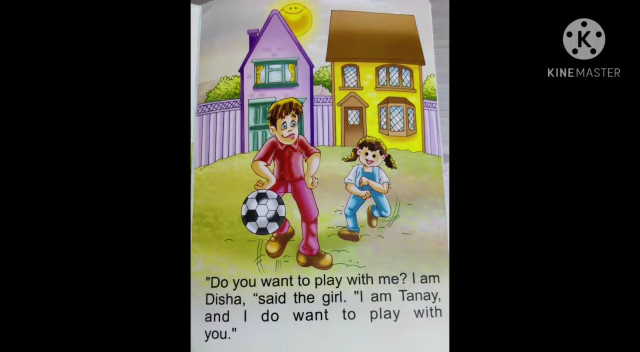 KINEMASTER
"Do you want to play with me? I am
Disha, “said the girl. "I am Tanay,
and I do want to play with
you."